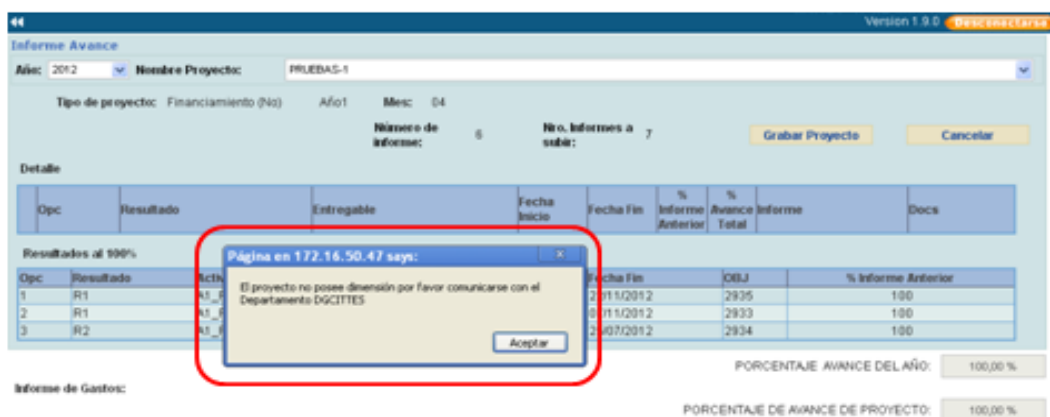 Version 1.9.0 Desconectarse
Informe Avance
Año: 2012 Nombre Proyecto: PRUEBAS-1
Tipo de proyecto: Financiamiento (No) Año1 Mes: 04
Número de informe: 6 Nro. Informes a subir: 7 Grabar Proyecto Cancelar
Detalle
Opc Resultado Entregable Fecha Inicio Fecha Fin % Informe Anterior % Avance Total Informe Docs
Resultados al 100%
Página en 172.16.50.47 says:
El proyecto no posee dimensión por favor comunicarse con el
Departamento DGCITTES
Aceptar
Opc Resultado Fecha Fin OBJ % Informe Anterior
1 R1 2935 100
2 R1 2933 100
3 R2 2934 100
PORCENTAJE AVANCE DEL AÑO: 100,00 %
Informe de Gastos:
PORCENTAJE DE AVANCE DE PROYECTO: 100,00 %